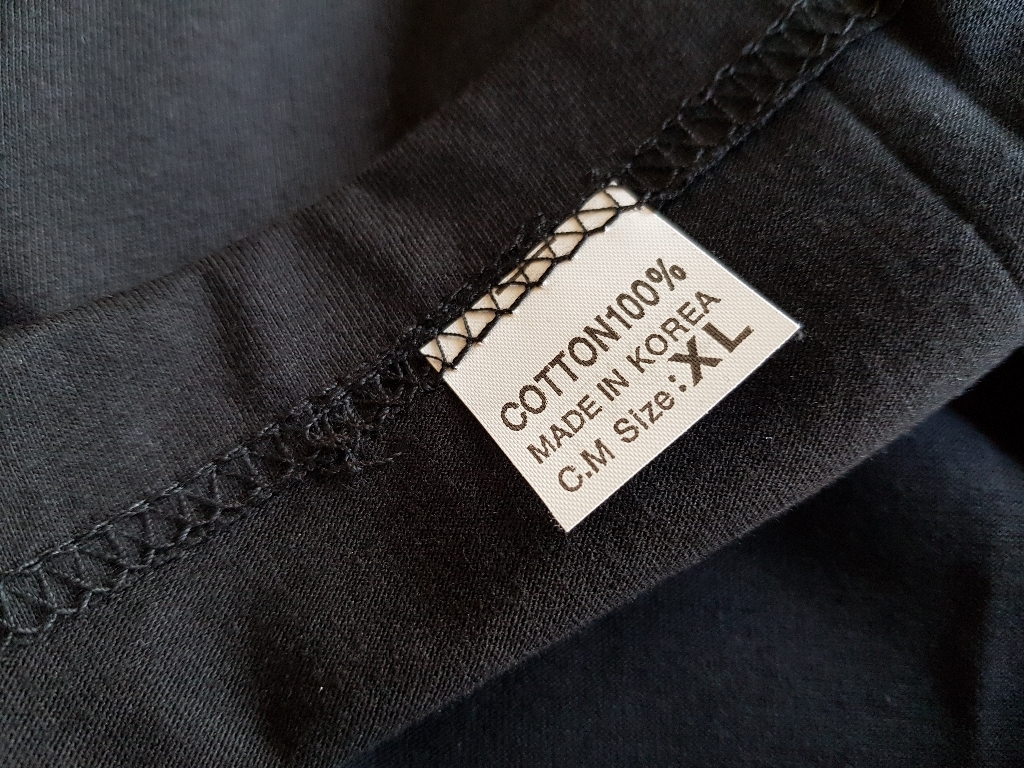 COTTON100%
MADE IN KOREA
C.M Size:XL